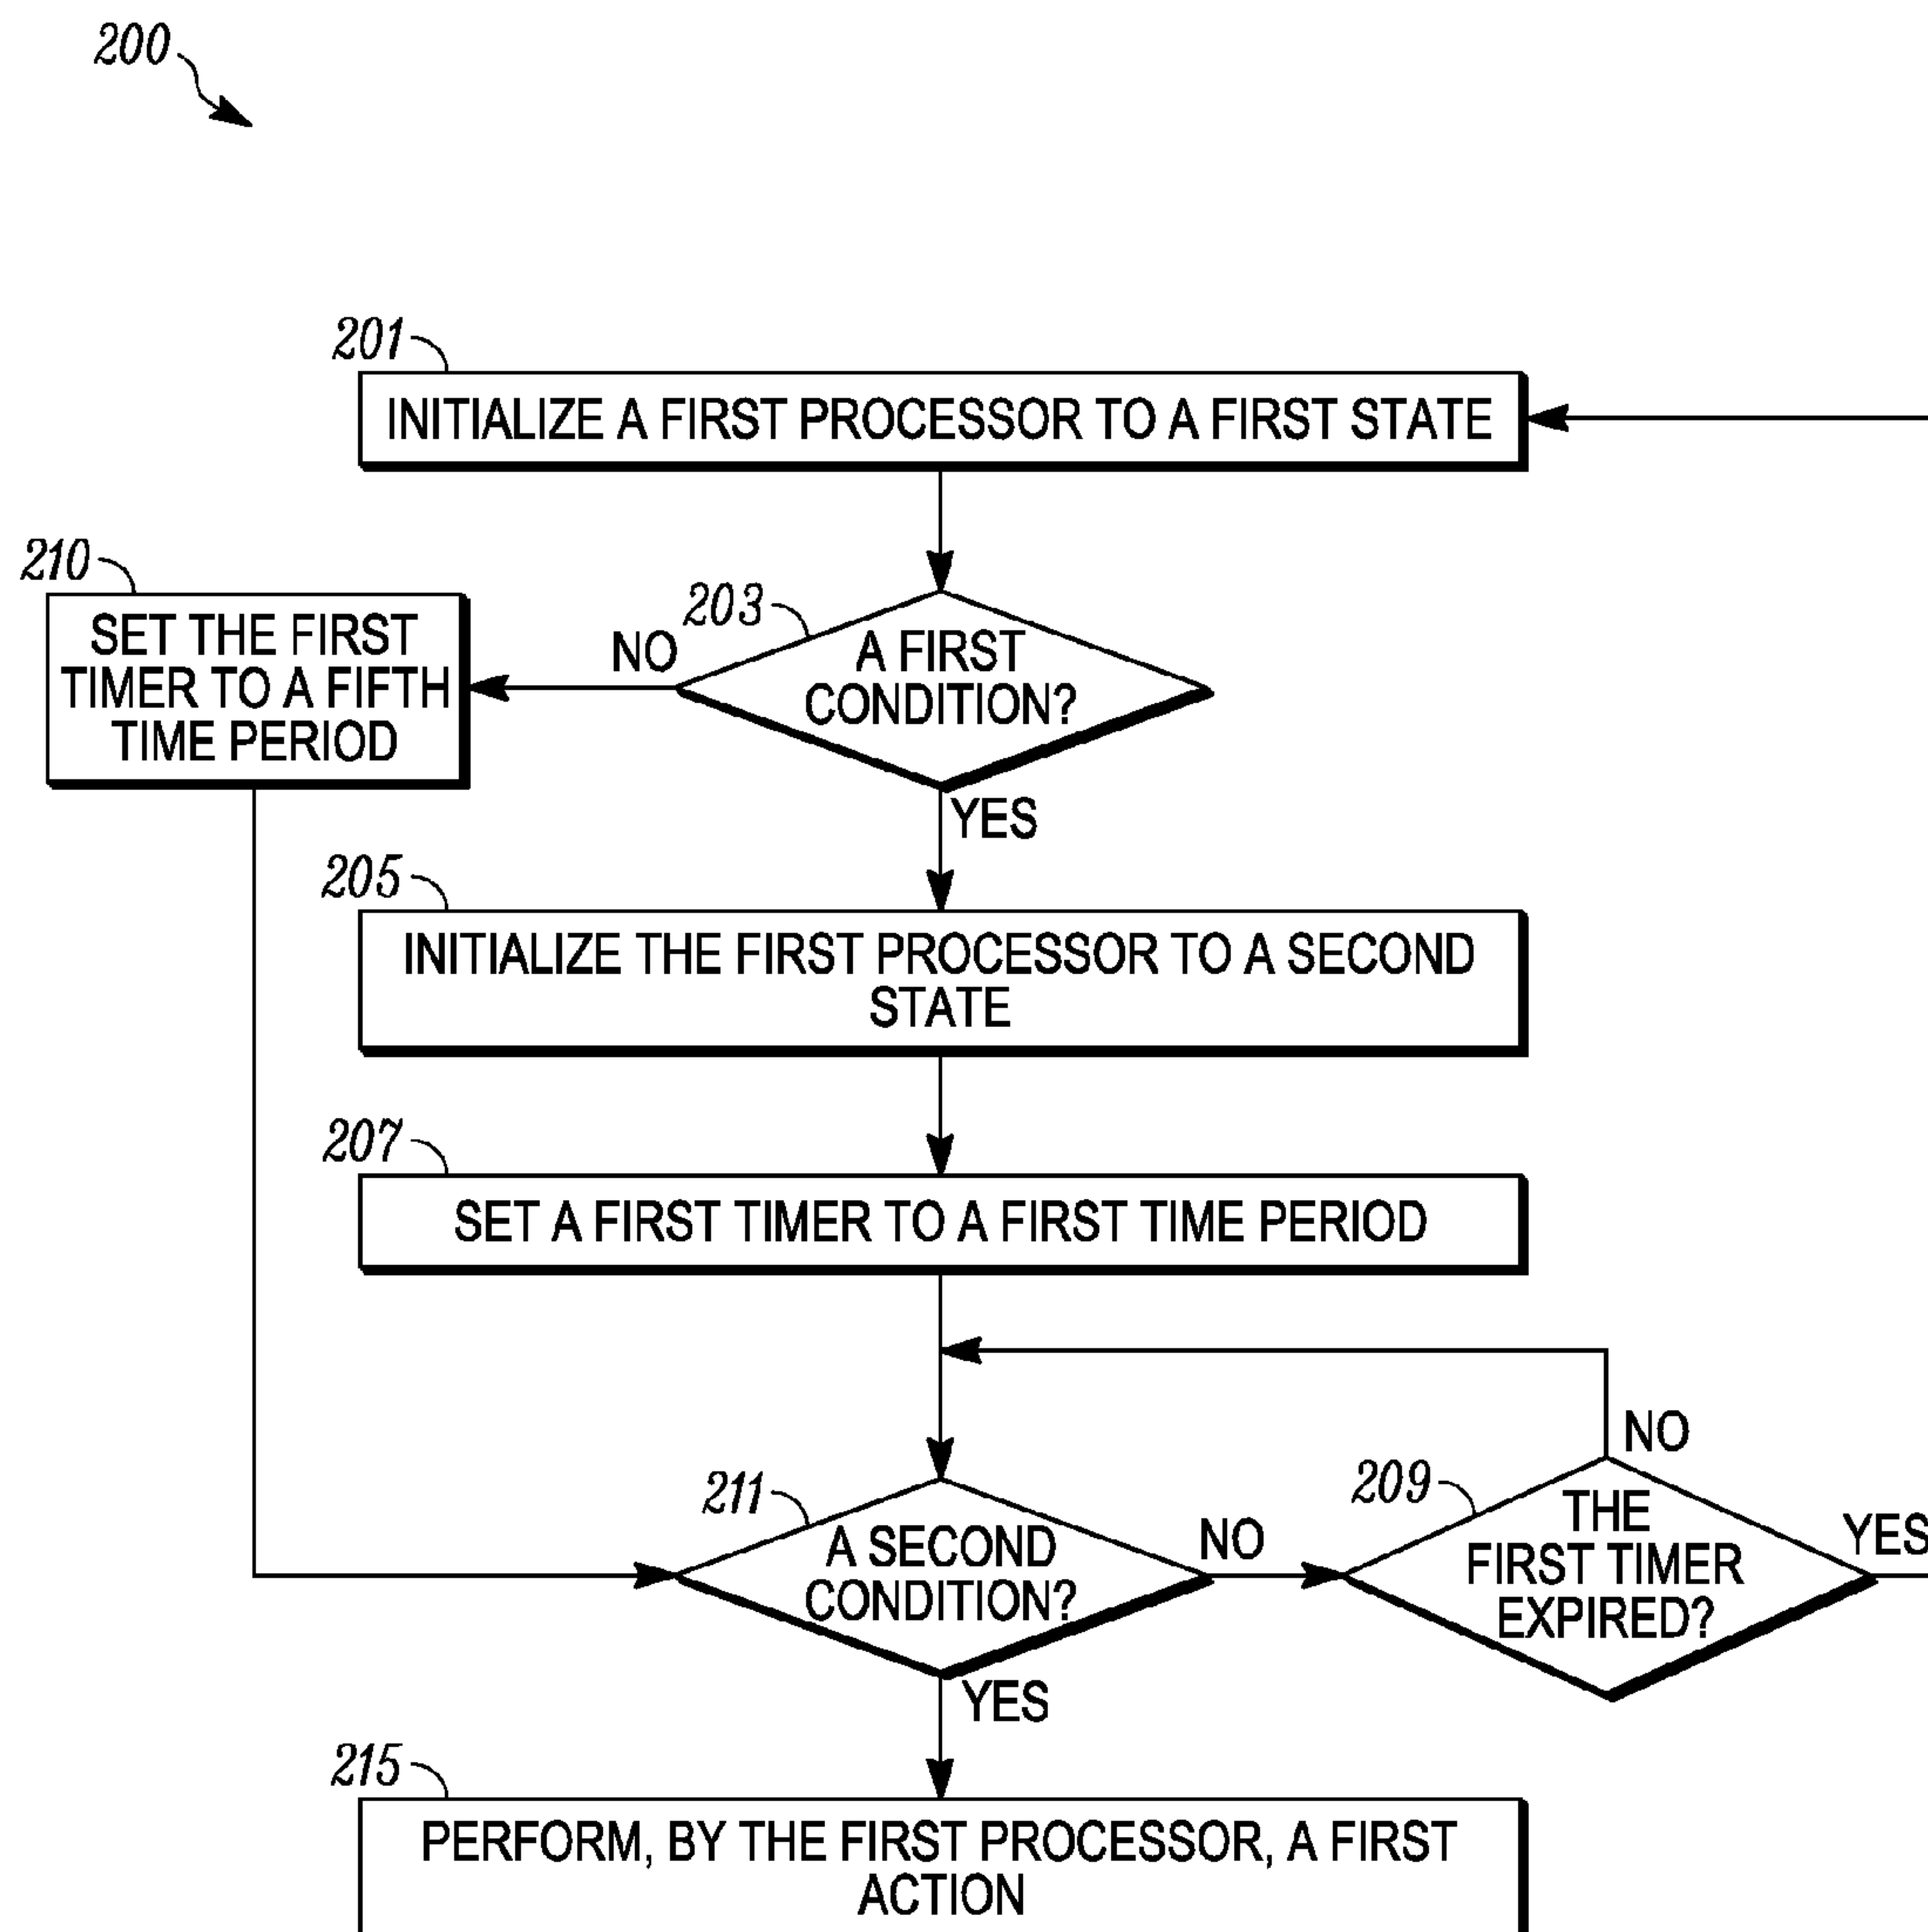 200
201
INITIALIZE A FIRST PROCESSOR TO A FIRST STATE
210
SET THE FIRST
TIMER TO A FIFTH
TIME PERIOD
NO
203
A FIRST
CONDITION?
YES
205
INITIALIZE THE FIRST PROCESSOR TO A SECOND
STATE
207
SET A FIRST TIMER TO A FIRST TIME PERIOD
211
A SECOND
CONDITION?
NO
209
THE
FIRST TIMER
EXPIRED?
NO
YES
YES
215
PERFORM, BY THE FIRST PROCESSOR, A FIRST
ACTION